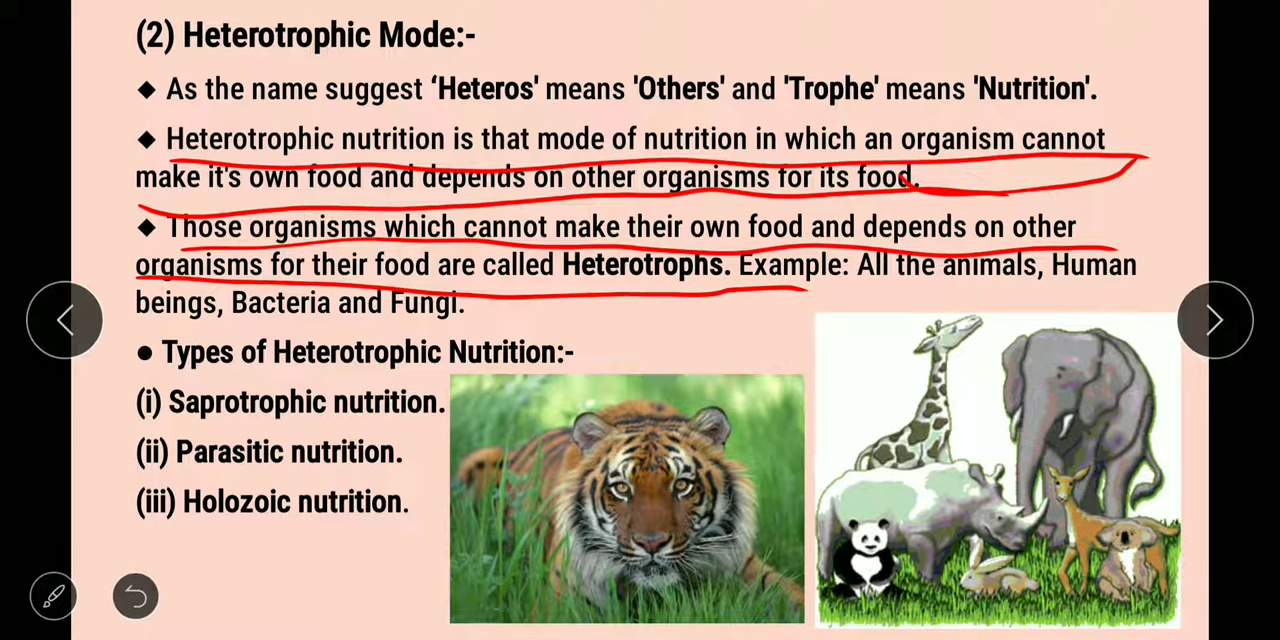 (2) Heterotrophic Mode:-
◆ As the name suggest ‘Heteros' means 'Others' and 'Trophe' means 'Nutrition'.
◆ Heterotrophic nutrition is that mode of nutrition in which an organism cannot
make it's own food and depends on other organisms for its food.
◆ Those organisms which cannot make their own food and depends on other
organisms for their food are called Heterotrophs. Example: All the animals, Human
beings, Bacteria and Fungi.
● Types of Heterotrophic Nutrition:-
(i) Saprotrophic nutrition.
(ii) Parasitic nutrition.
(iii) Holozoic nutrition.